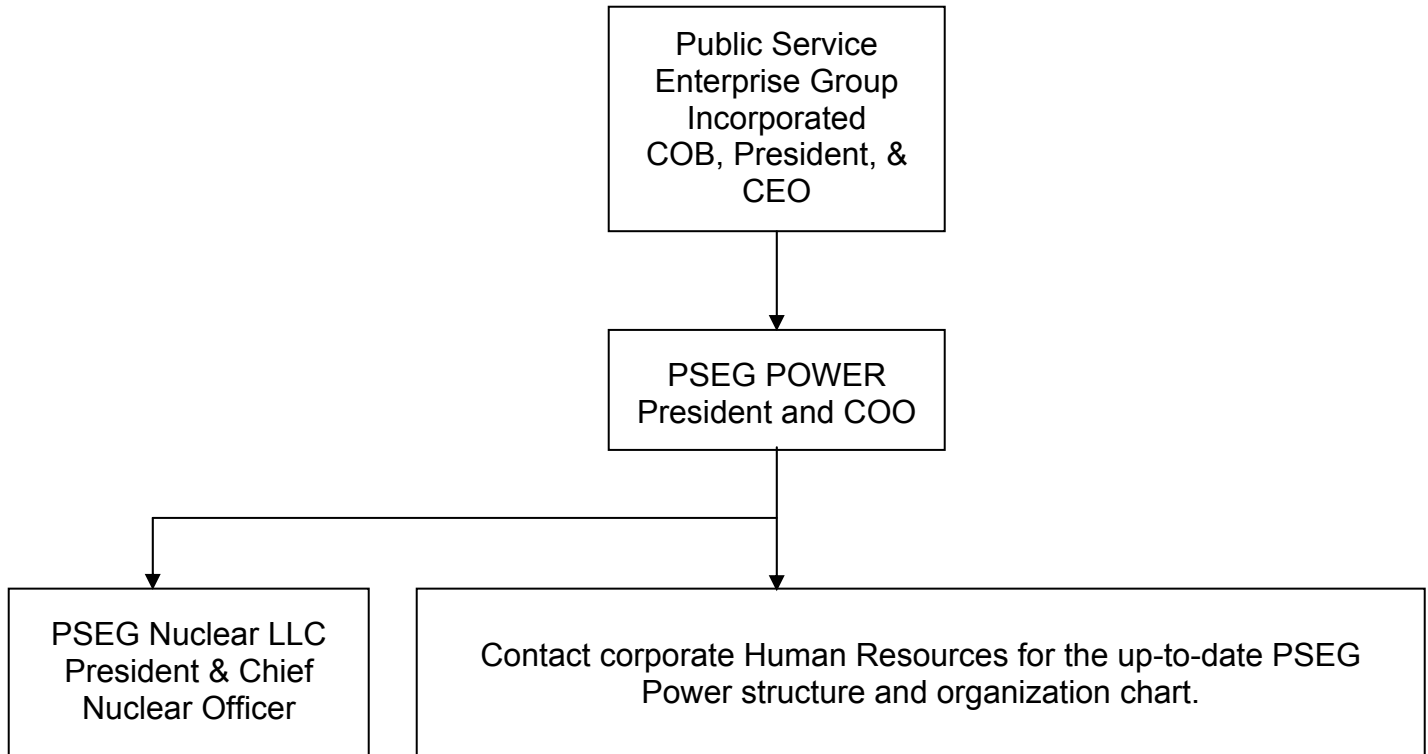 Public Service
Enterprise Group
Incorporated
COB, President, &
CEO
PSEG POWER
President and COO
PSEG Nuclear LLC
President & Chief
Nuclear Officer
Contact corporate Human Resources for the up-to-date PSEG
Power structure and organization chart.